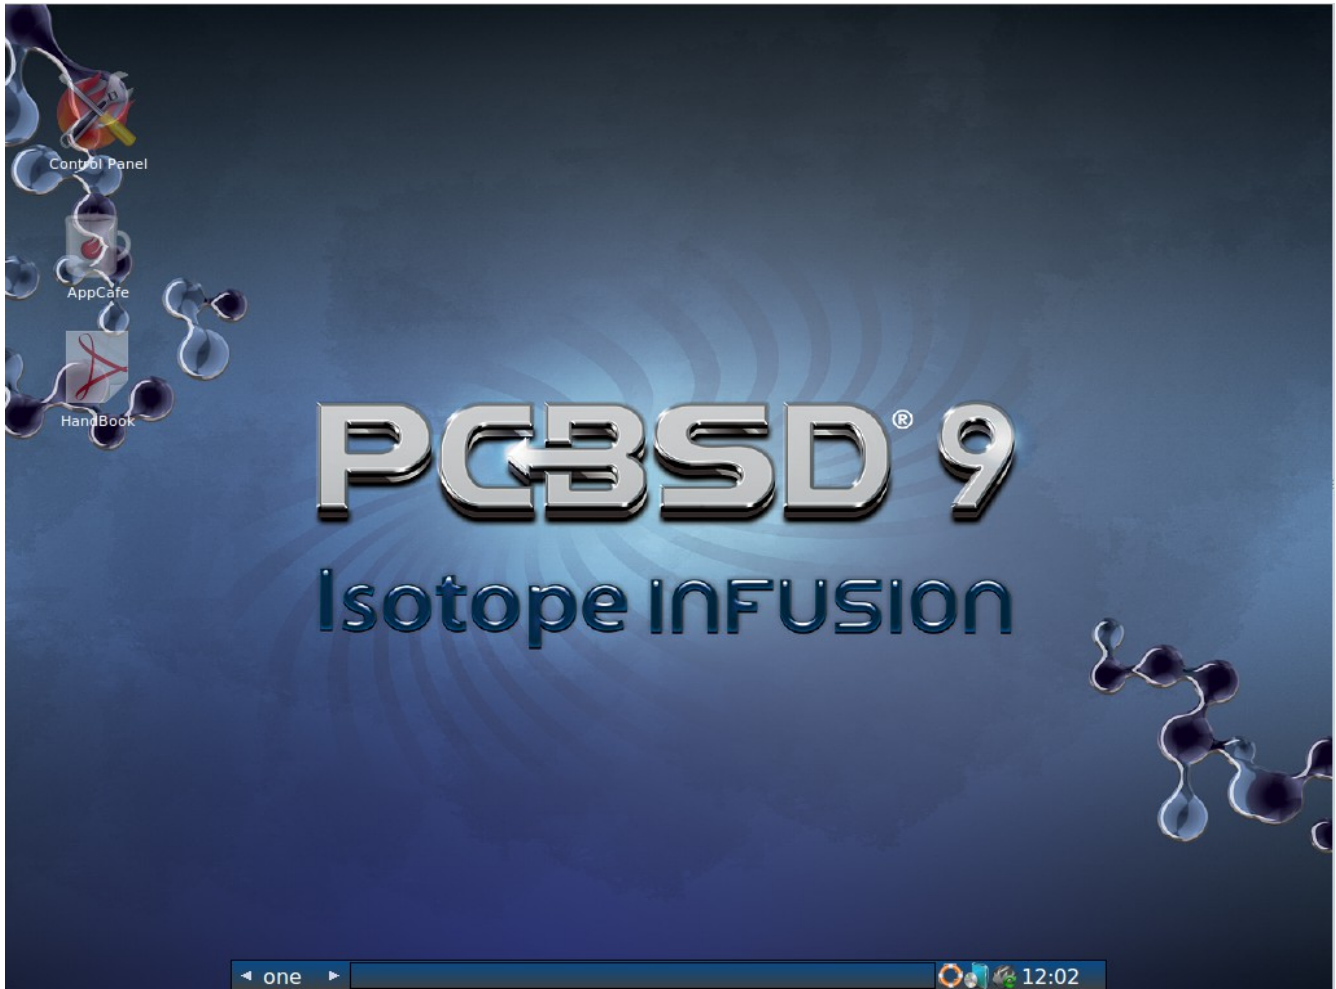 Control Panel
AppCafe
HandBook
PCBSD® 9
Isotope INFUSION
one
12:02